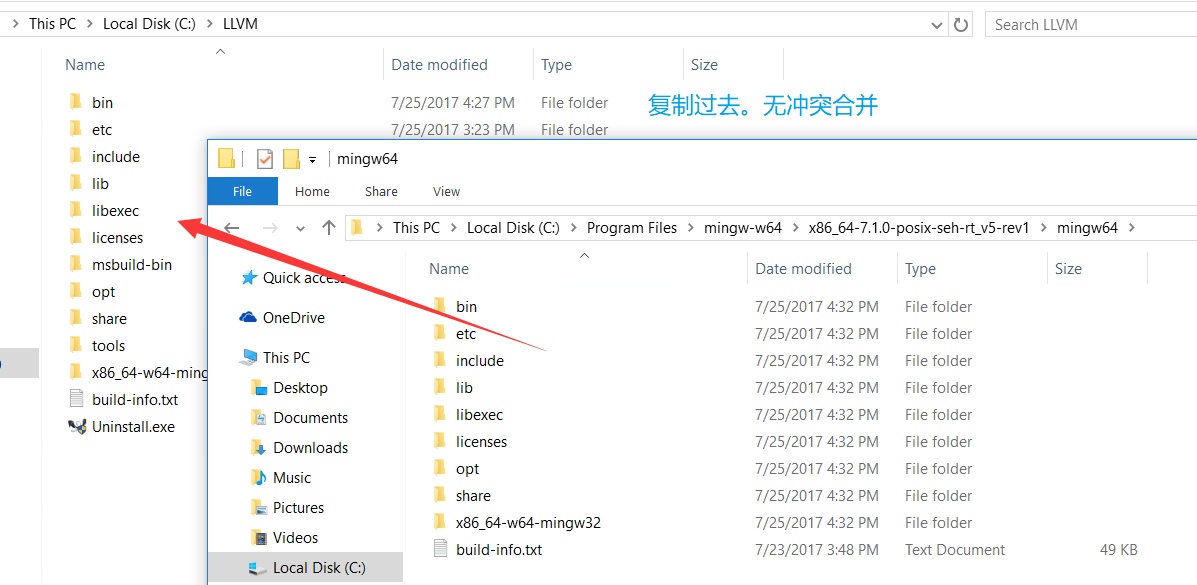 This PC > Local Disk (C:) > LLVM
Search LLVM
Name Date modified Type Size
bin 7/25/2017 4:27 PM File folder
复制过去。无冲突合并
etc 7/25/2017 3:23 PM File folder
include
lib
libexec
licenses
msbuild-bin
opt
share
tools
x86_64-w64-ming
build-info.txt
Uninstall.exe
mingw64
File Home Share View
This PC > Local Disk (C:) > Program Files > mingw-w64 > x86_64-7.1.0-posix-seh-rt_v5-rev1 > mingw64 >
Quick access
OneDrive
This PC
Desktop
Documents
Downloads
Music
Pictures
Videos
Local Disk (C:)
Name Date modified Type Size
bin 7/25/2017 4:32 PM File folder
etc 7/25/2017 4:32 PM File folder
include 7/25/2017 4:32 PM File folder
lib 7/25/2017 4:32 PM File folder
libexec 7/25/2017 4:32 PM File folder
licenses 7/25/2017 4:32 PM File folder
opt 7/25/2017 4:32 PM File folder
share 7/25/2017 4:32 PM File folder
x86_64-w64-mingw32 7/25/2017 4:32 PM File folder
build-info.txt 7/23/2017 3:48 PM Text Document 49 KB